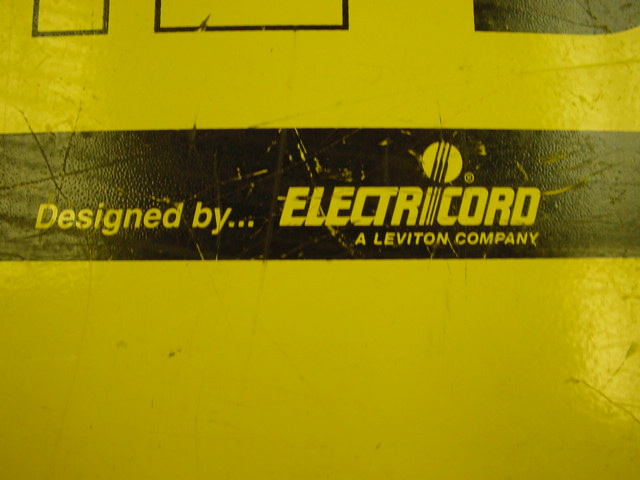 Designed by... ELECTRICORD®
A LEVITON COMPANY